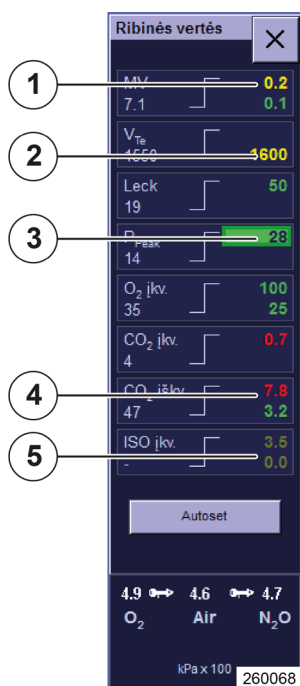 Ribinės vertės
1
MV 0.2
7.1 0.1
VTe
2
1550 1600
Leck 50
19
3
PPeak 28
14
O2 įkv. 100
35 25
CO2 įkv. 0.7
4
4
CO2 iškv. 7.8
47 3.2
5
ISO įkv. 3.5
- 0.0
Autoset
4.9 4.6 4.7
O2 Air N2O
kPa x 100
260068